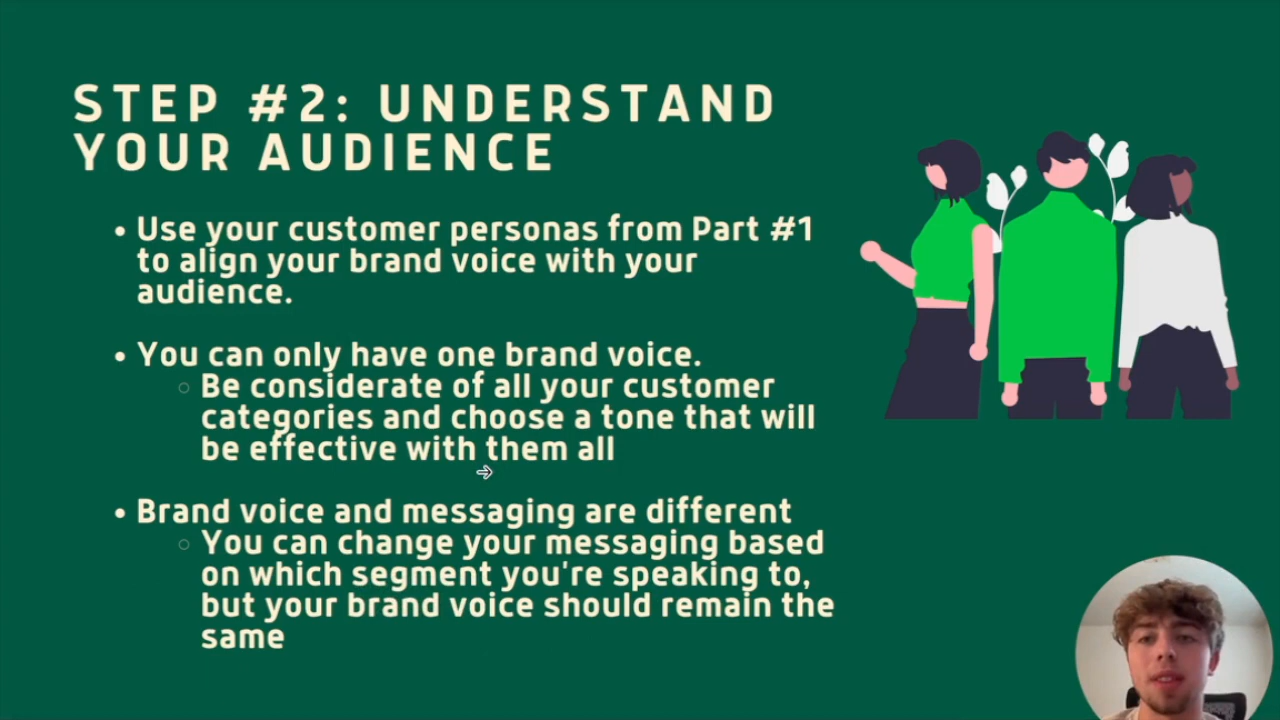 STEP #2: UNDERSTAND
YOUR AUDIENCE
• Use your customer personas from Part #1
to align your brand voice with your
audience.
• You can only have one brand voice.
○ Be considerate of all your customer
categories and choose a tone that will
be effective with them all
• Brand voice and messaging are different
○ You can change your messaging based
on which segment you're speaking to,
but your brand voice should remain the
same